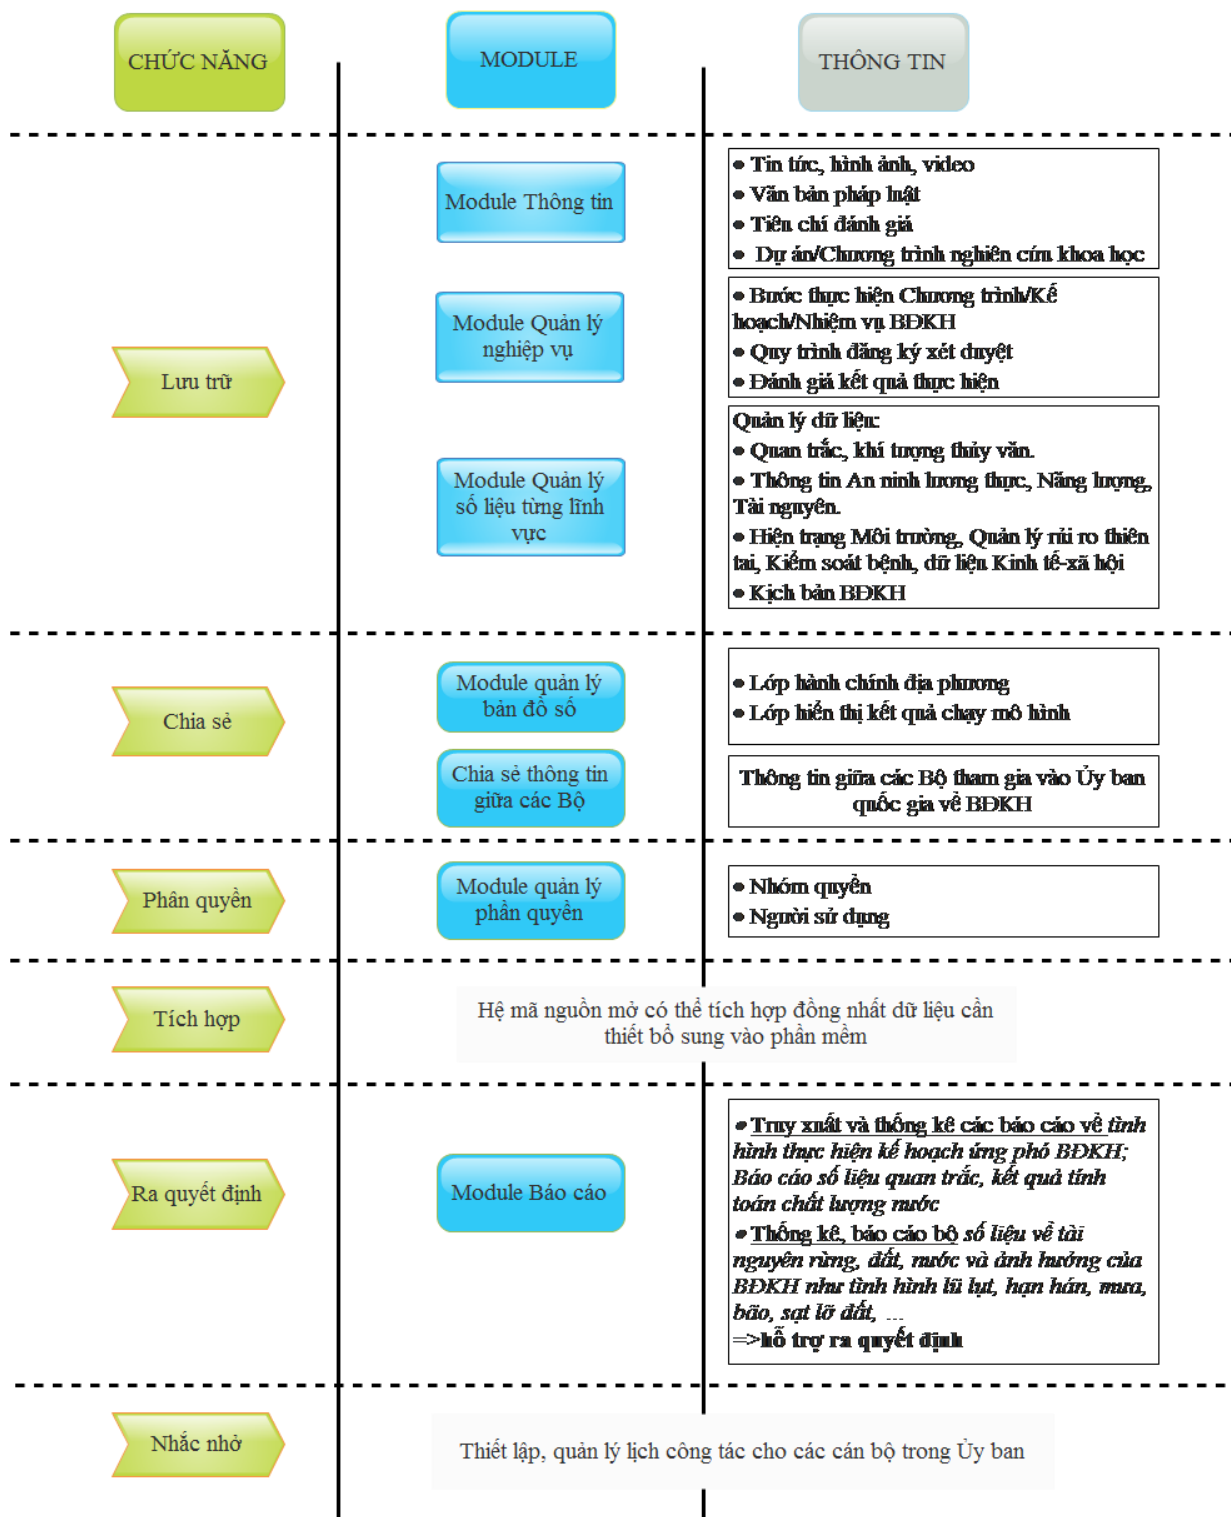 CHỨC NĂNG
MODULE
THÔNG TIN
Lưu trữ
Module Thông tin
• Tin tức, hình ảnh, video
• Văn bản pháp luật
• Tiêu chí đánh giá
• Dự án/Chương trình nghiên cứu khoa học
Module Quản lý
nghiệp vụ
• Bước thực hiện Chương trình/Kế
hoạch/Nhiệm vụ BĐKH
• Quy trình đăng ký xét duyệt
• Đánh giá kết quả thực hiện
Module Quản lý
số liệu từng lĩnh
vực
Quản lý dữ liệu:
• Quan trắc, khí tượng thủy văn.
• Thông tin An ninh lương thực, Năng lượng,
Tài nguyên.
• Hiện trạng Môi trường, Quản lý rủi ro thiên
tai, Kiểm soát bệnh, dữ liệu Kinh tế-xã hội
• Kịch bản BĐKH
Chia sẻ
Module quản lý
bản đồ số
• Lớp hành chính địa phương
• Lớp hiển thị kết quả chạy mô hình
Chia sẻ thông tin
giữa các Bộ
Thông tin giữa các Bộ tham gia vào Ủy ban
quốc gia về BĐKH
Phân quyền
Module quản lý
phần quyền
• Nhóm quyền
• Người sử dụng
Tích hợp
Hệ mã nguồn mở có thể tích hợp đồng nhất dữ liệu cần
thiết bổ sung vào phần mềm
Ra quyết định
Module Báo cáo
• Truy xuất và thống kê các báo cáo về tình
hình thực hiện kế hoạch ứng phó BĐKH;
Báo cáo số liệu quan trắc, kết quả tính
toán chất lượng nước
• Thống kê, báo cáo bộ số liệu về tài
nguyên rừng, đất, nước và ảnh hưởng của
BĐKH như tình hình lũ lụt, hạn hán, mưa,
bão, sạt lỡ đất, ...
=>hỗ trợ ra quyết định
Nhắc nhở
Thiết lập, quản lý lịch công tác cho các cán bộ trong Ủy ban